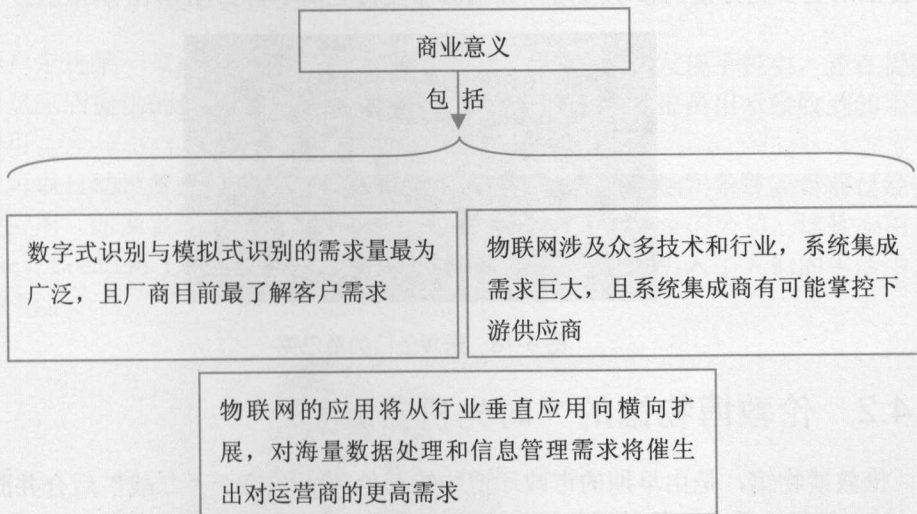 商业意义
包 括
数字式识别与模拟式识别的需求量最为
广泛，且厂商目前最了解客户需求
物联网涉及众多技术和行业，系统集成
需求巨大，且系统集成商有可能掌控下
游供应商
物联网的应用将从行业垂直应用向横向扩
展，对海量数据处理和信息管理需求将催生
出对运营商的更高需求